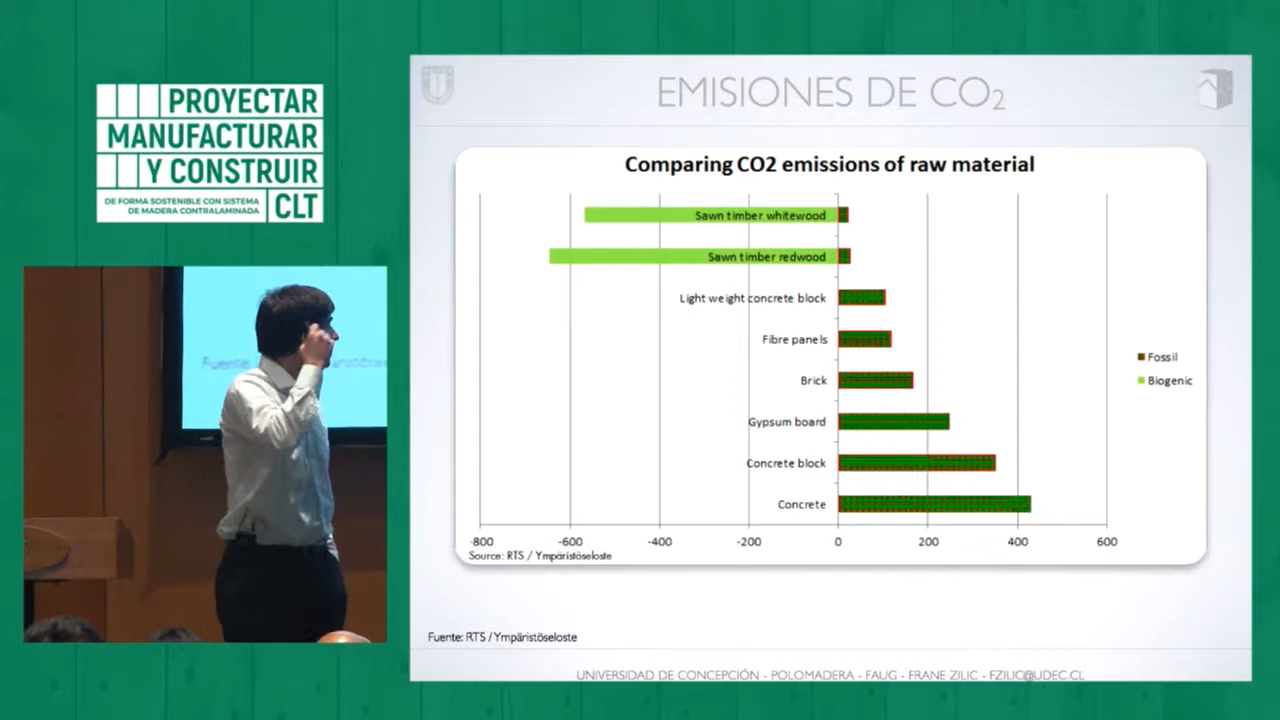 PROYECTAR
MANUFACTURAR
Y CONSTRUIR
DE FORMA SOSTENIBLE CON SISTEMA
DE MADERA CONTRALAMINADA
CLT
Fuente
EMISIONES DE CO₂
Comparing CO2 emissions of raw material
Sawn timber whitewood
Sawn timber redwood
Light weight concrete block
Fibre panels
Brick
Gypsum board
Concrete block
Concrete
Fossil
Biogenic
-800 -600 -400 -200 0 200 400 600
Source: RTS / Ympäristöseloste
Fuente: RTS / Ympäristöseloste
UNIVERSIDAD DE CONCEPCIÓN - POLOMADERA - FAUG - FRANE ZILIC - FZILIC@UDEC.CL